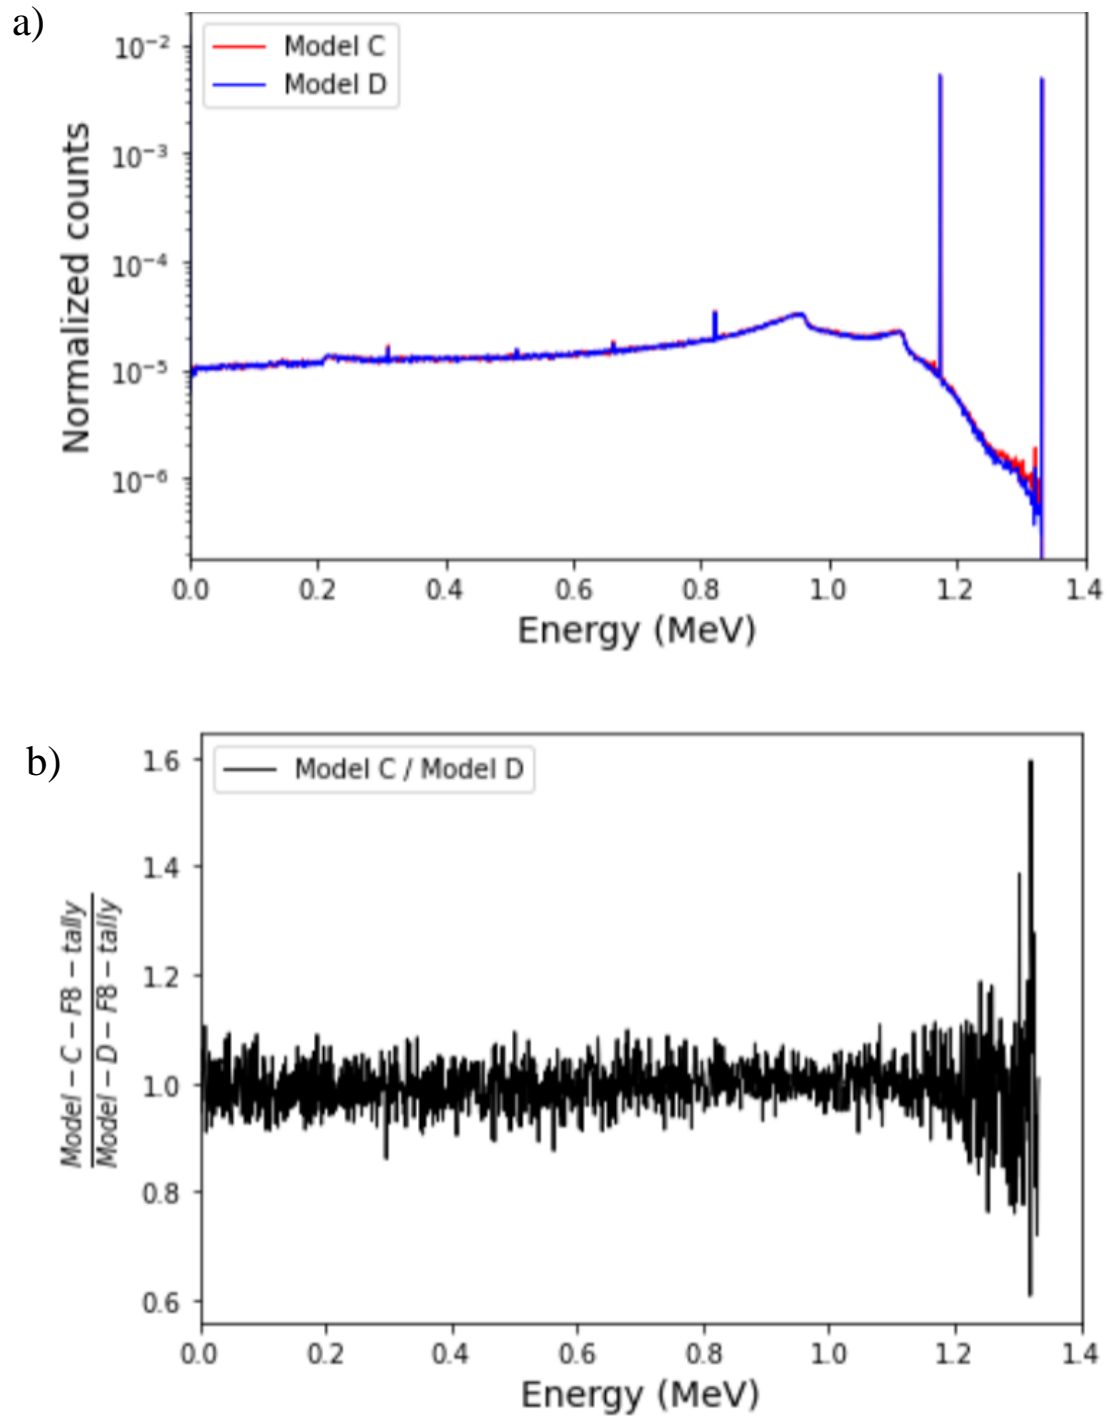 a)
Model C
Model D
10⁻²
10⁻³
10⁻⁴
10⁻⁵
10⁻⁶
Normalized counts
0.0 0.2 0.4 0.6 0.8 1.0 1.2 1.4
Energy (MeV)
b)
Model C / Model D
1.6
1.4
1.2
1.0
0.8
0.6
Model − C − F8 − tally
Model − D − F8 − tally
0.0 0.2 0.4 0.6 0.8 1.0 1.2 1.4
Energy (MeV)